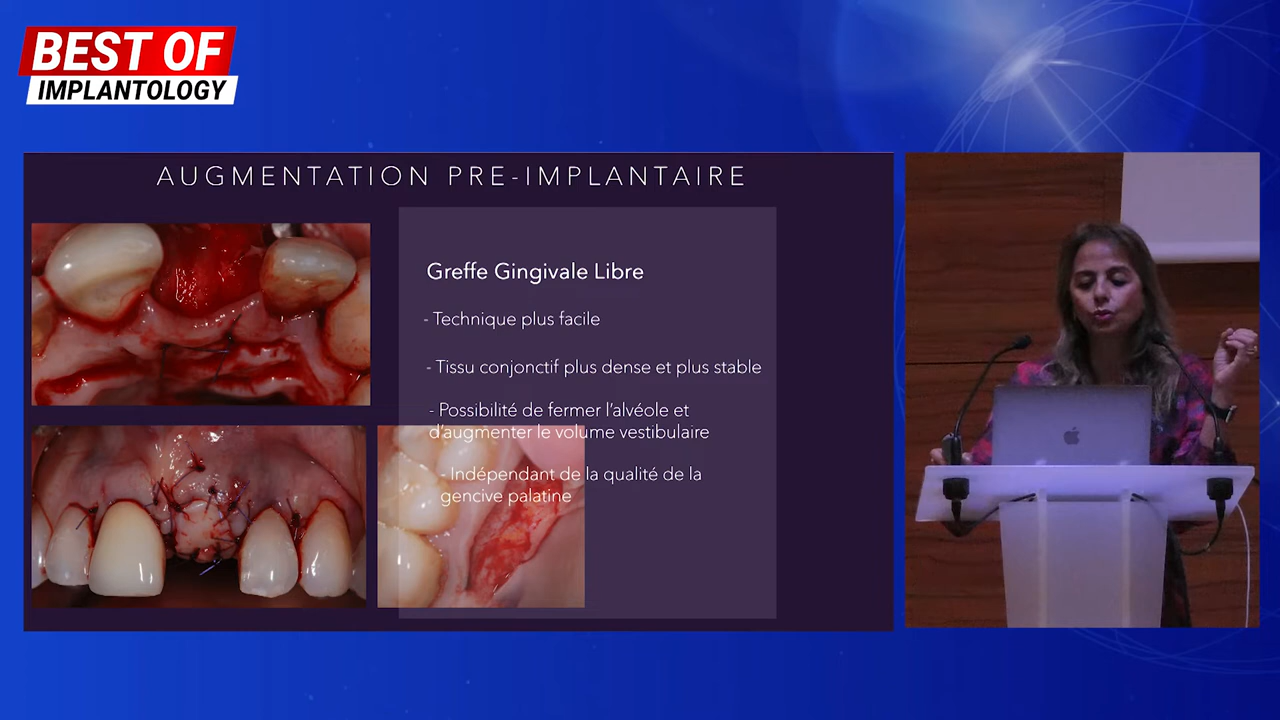 BEST OF
IMPLANTOLOGY
AUGMENTATION PRE-IMPLANTAIRE
Greffe Gingivale Libre
- Technique plus facile
- Tissu conjonctif plus dense et plus stable
- Possibilité de fermer l’alvéole et
d’augmenter le volume vestibulaire
- Indépendant de la qualité de la
gencive palatine